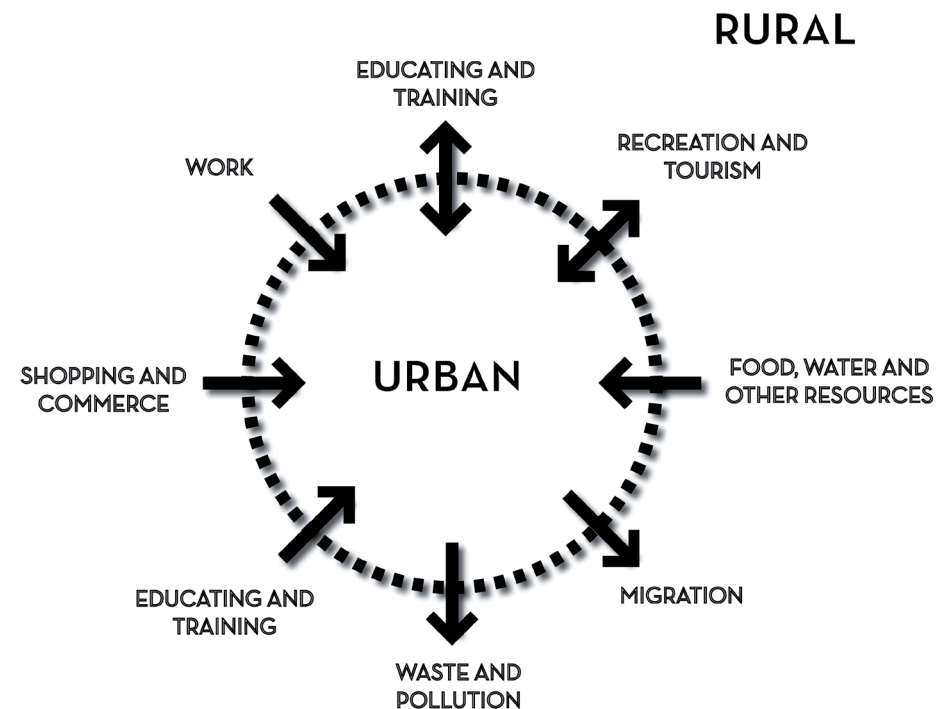 RURAL
EDUCATING AND
TRAINING
RECREATION AND
TOURISM
WORK
URBAN
SHOPPING AND
COMMERCE
FOOD, WATER AND
OTHER RESOURCES
EDUCATING AND
TRAINING
MIGRATION
WASTE AND
POLLUTION